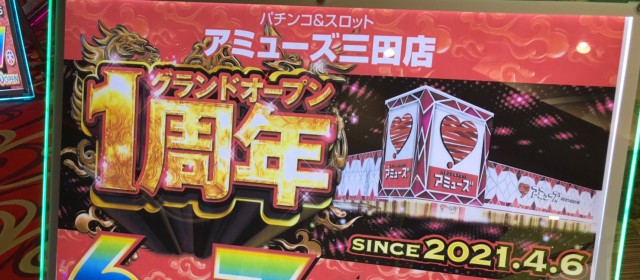 パチンコ&スロット
アミューズ三田店
グランドオープン
1周年
アミューズ
アミューズ
SINCE 2021.4.6